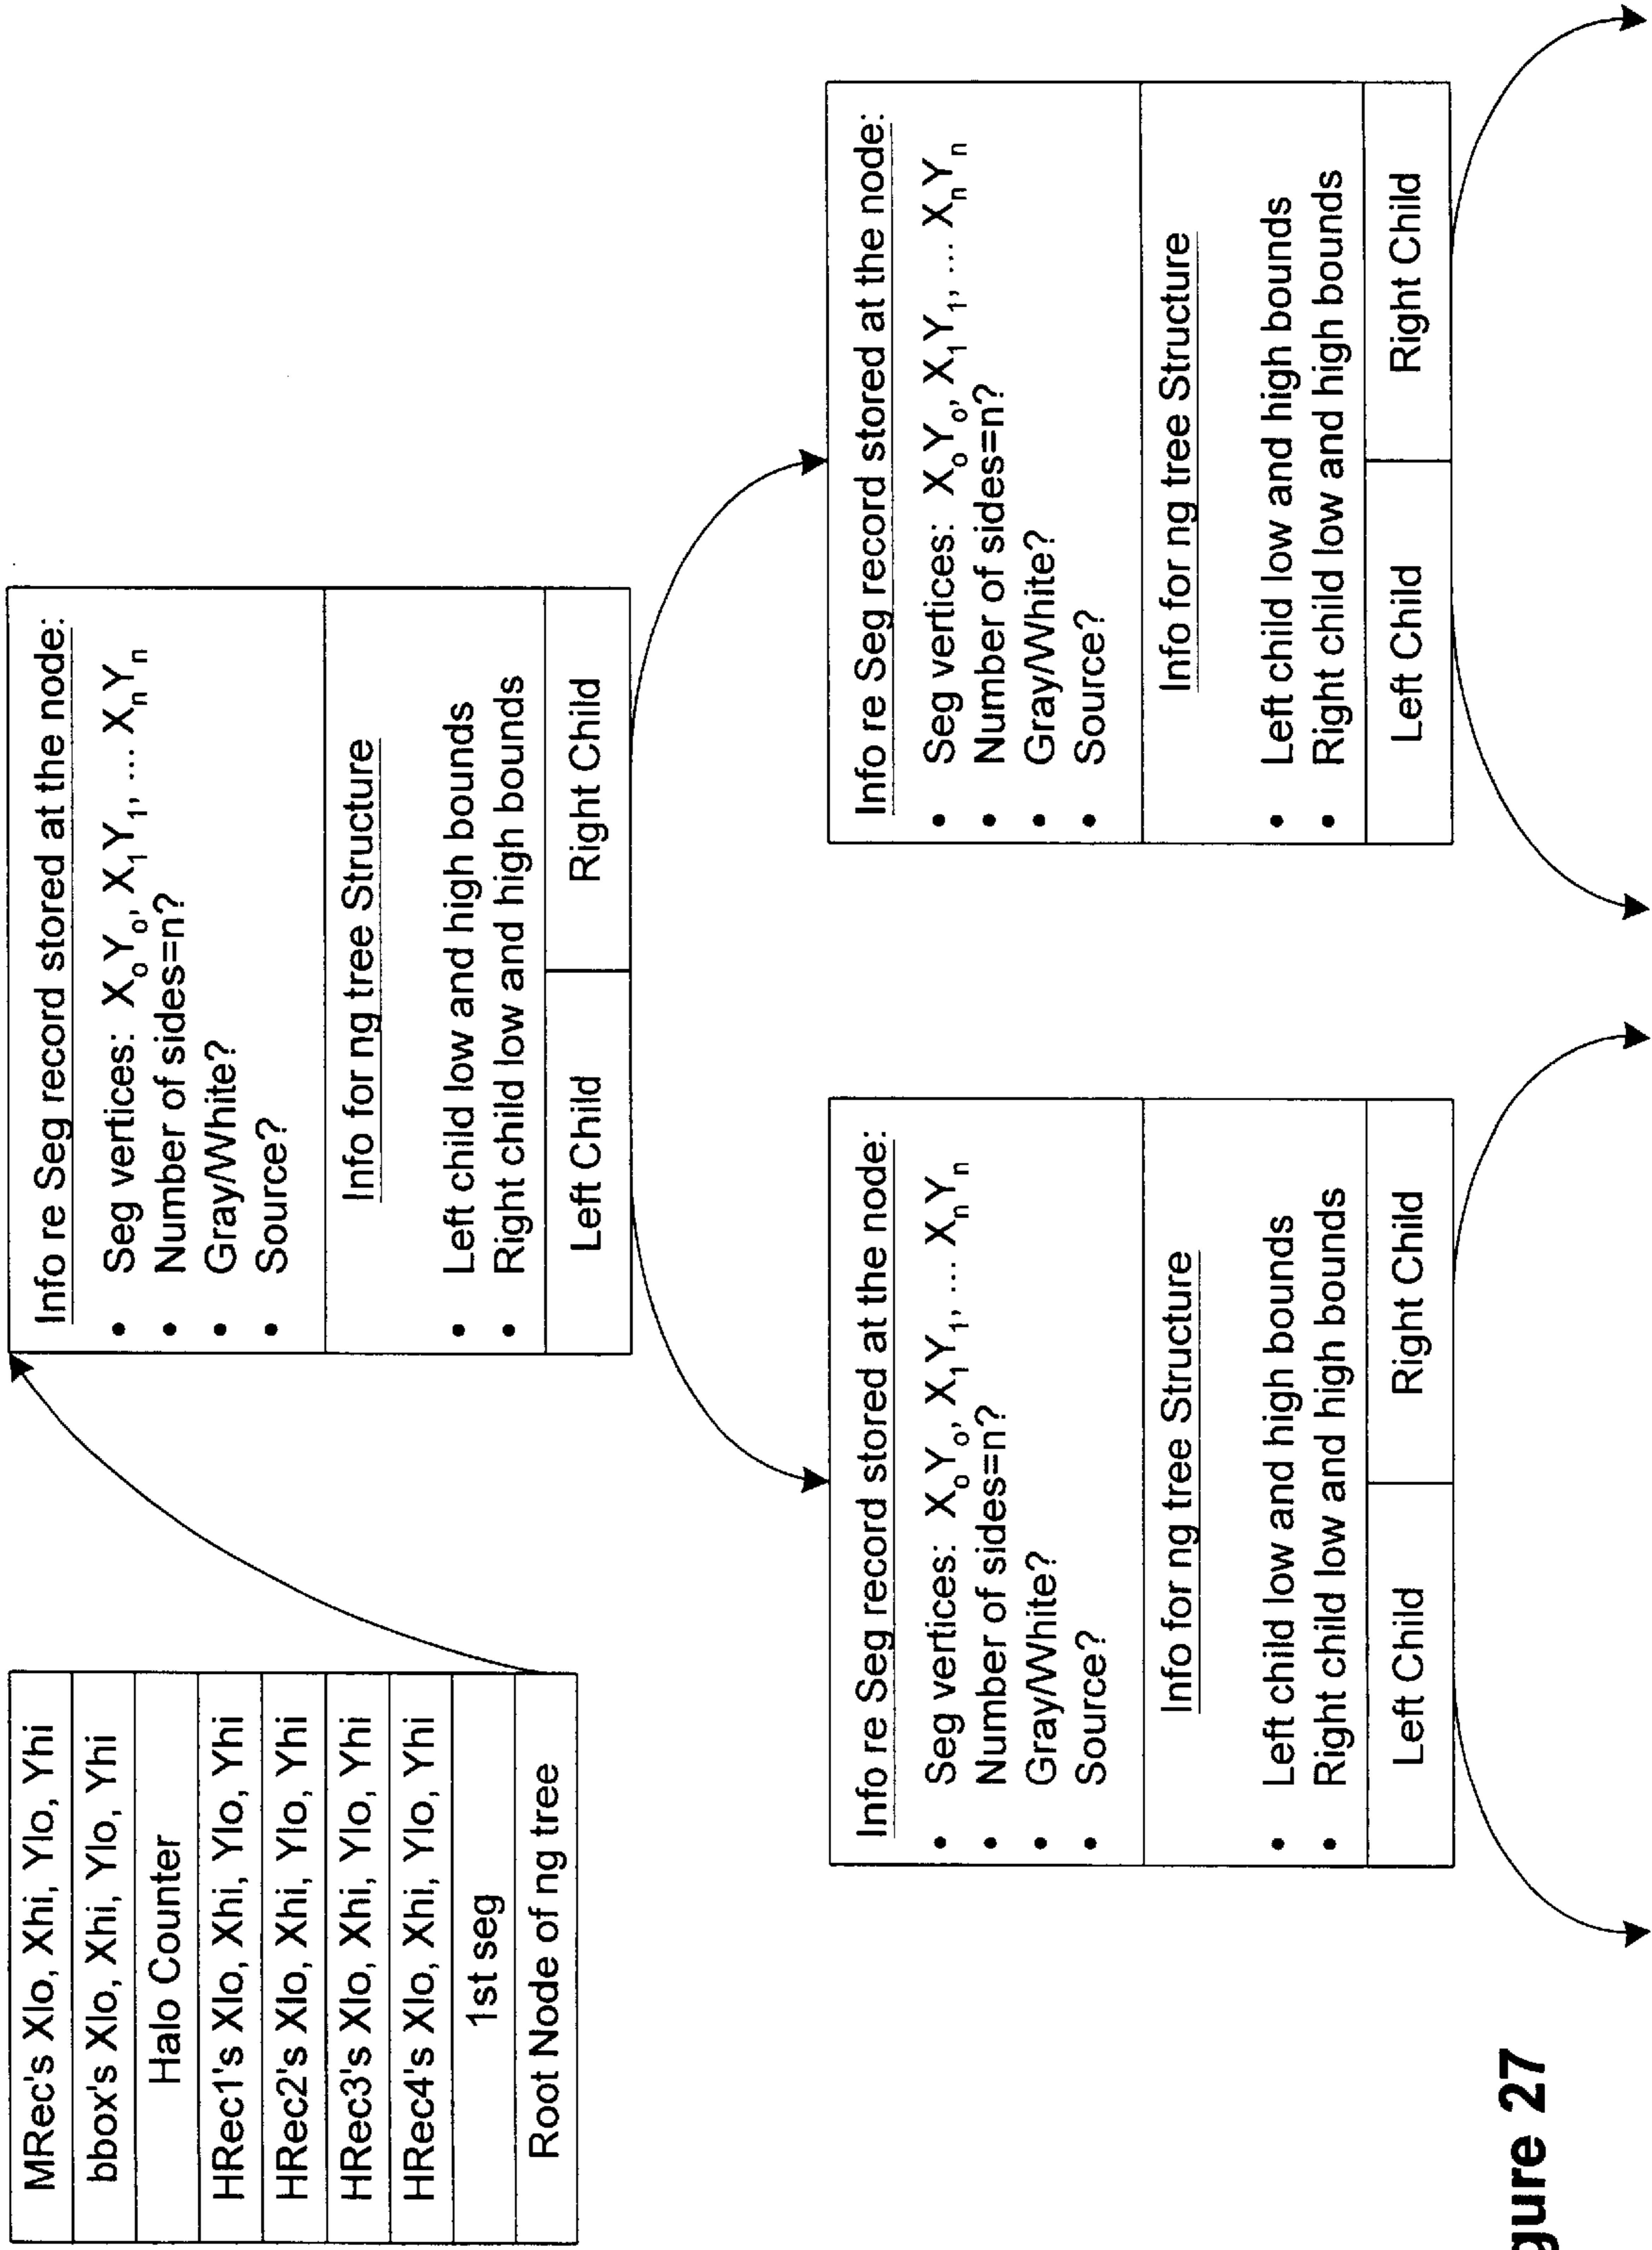 MRec's Xlo, Xhi, Ylo, Yhi
bbox's Xlo, Xhi, Ylo, Yhi
Halo Counter
HRec1's Xlo, Xhi, Ylo, Yhi
HRec2's Xlo, Xhi, Ylo, Yhi
HRec3's Xlo, Xhi, Ylo, Yhi
HRec4's Xlo, Xhi, Ylo, Yhi
1st seg
Root Node of ng tree
Info re Seg record stored at the node:
• Seg vertices: XoYo, X1Y1, ... XnYn
• Number of sides=n?
• Gray/White?
• Source?
Info for ng tree Structure
• Left child low and high bounds
• Right child low and high bounds
Left Child
Right Child
Info re Seg record stored at the node:
• Seg vertices: XoYo, X1Y1, ... XnYn
• Number of sides=n?
• Gray/White?
• Source?
Info for ng tree Structure
• Left child low and high bounds
• Right child low and high bounds
Left Child
Right Child
Info re Seg record stored at the node:
• Seg vertices: XoYo, X1Y1, ... XnYn
• Number of sides=n?
• Gray/White?
• Source?
Info for ng tree Structure
• Left child low and high bounds
• Right child low and high bounds
Left Child
Right Child
gure 27